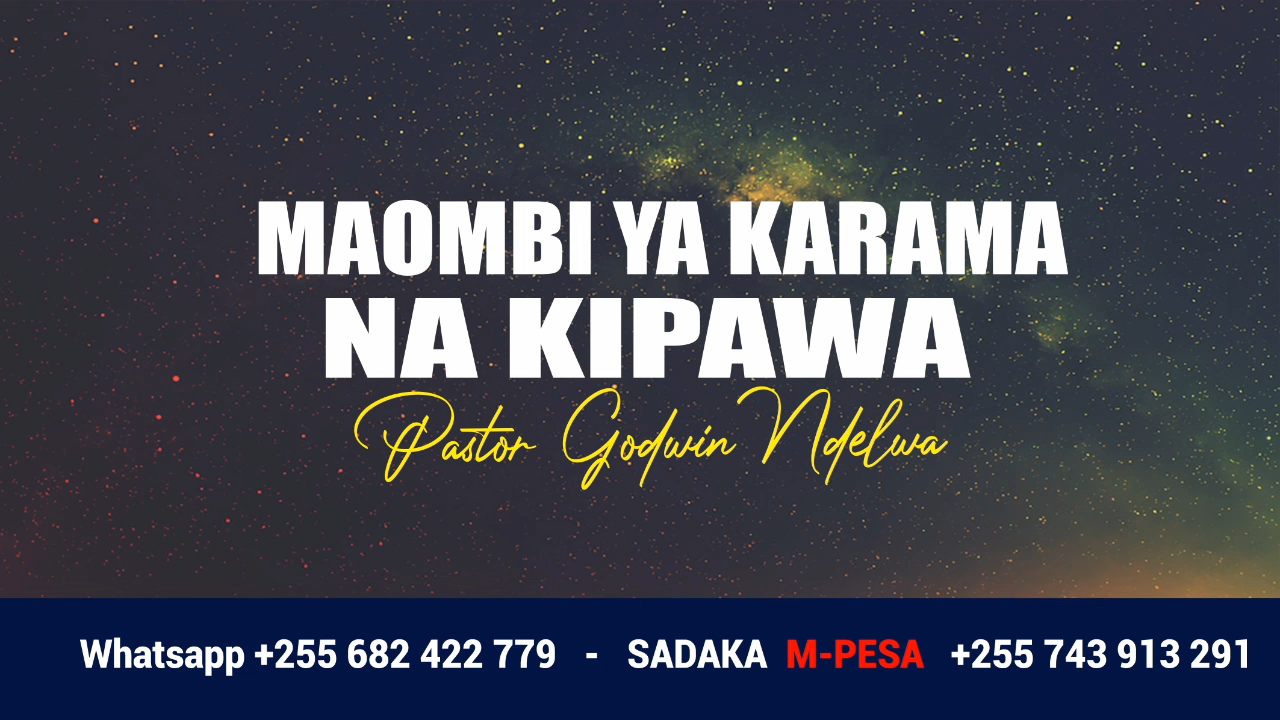 MAOMBI YA KARAMA
NA KIPAWA
Pastor Godwin Ndelwa
Whatsapp +255 682 422 779 - SADAKA M-PESA +255 743 913 291